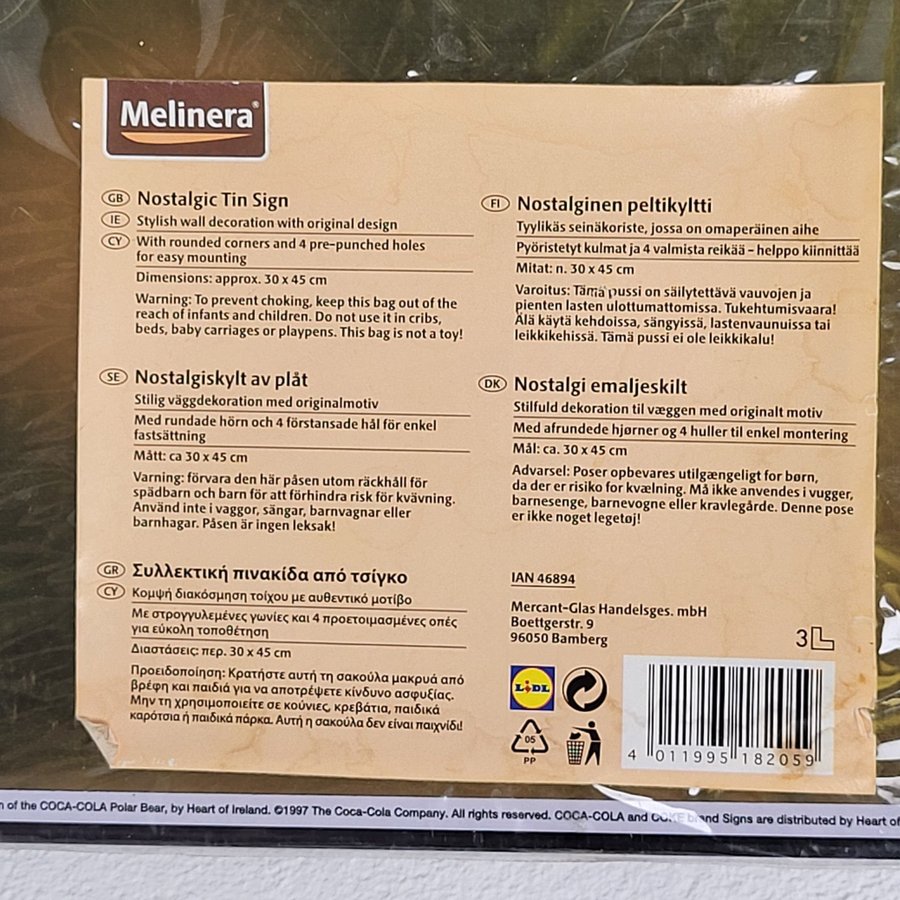 Melinera®
GB Nostalgic Tin Sign
IE Stylish wall decoration with original design
CY With rounded corners and 4 pre-punched holes
for easy mounting
Dimensions: approx. 30 x 45 cm
Warning: To prevent choking, keep this bag out of the
reach of infants and children. Do not use it in cribs,
beds, baby carriages or playpens. This bag is not a toy!
SE Nostalgiskylt av plåt
Stilig väggdekoration med originalmotiv
Med rundade hörn och 4 förstansade hål för enkel
fastsättning
Mått: ca 30 x 45 cm
Varning: förvara den här påsen utom räckhåll för
spädbarn och barn för att förhindra risk för kvävning.
Använd inte i vaggor, sängar, barnvagnar eller
barnhagar. Påsen är ingen leksak!
GR Συλλεκτική πινακίδα από τσίγκο
CY Κομψή διακόσμηση τοίχου με αυθεντικό μοτίβο
Με στρογγυλεμένες γωνίες και 4 προετοιμασμένες οπές
για εύκολη τοποθέτηση
Διαστάσεις: περ. 30 x 45 cm
Προειδοποίηση: Κρατήστε αυτή τη σακούλα μακρυά από
βρέφη και παιδιά για να αποτρέψετε κίνδυνο ασφυξίας.
Μην τη χρησιμοποιείτε σε κούνιες, κρεβάτια, παιδικά
καρότσια ή παιδικά πάρκα. Αυτή η σακούλα δεν είναι παιχνίδι!
FI Nostalginen peltikyltti
Tyylikäs seinäkoriste, jossa on omaperäinen aihe
Pyöristetyt kulmat ja 4 valmista reikää – helppo kiinnittää
Mitat: n. 30 x 45 cm
Varoitus: Tämä pussi on säilytettävä vauvojen ja
pienten lasten ulottumattomissa. Tukehtumisvaara!
Älä käytä kehdoissa, sängyissä, lastenvaunuissa tai
leikkikehissä. Tämä pussi ei ole leikkikalu!
DK Nostalgi emaljeskilt
Stilfuld dekoration til væggen med originalt motiv
Med afrundede hjørner og 4 huller til enkel montering
Mål: ca. 30 x 45 cm
Advarsel: Poser opbevares utilgængeligt for børn,
da der er risiko for kvælning. Må ikke anvendes i vugger,
barnesenge, barnevogne eller kravlegårde. Denne pose
er ikke noget legetøj!
IAN 46894
Mercant-Glas Handelsges. mbH
Boettgerstr. 9
96050 Bamberg
3
LIDL
05
PP
4 011995 182059
of the COCA-COLA Polar Bear, by Heart of Ireland. ©1997 The Coca-Cola Company. All rights reserved. COCA-COLA and COKE brand Signs are distributed by Heart of